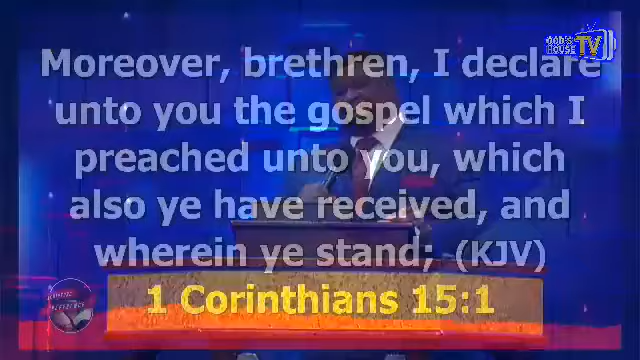 GOD'S
HOUSE TV
Moreover, brethren, I declare
unto you the gospel which I
preached unto you, which
also ye have received, and
wherein ye stand; (KJV)
1 Corinthians 15:1